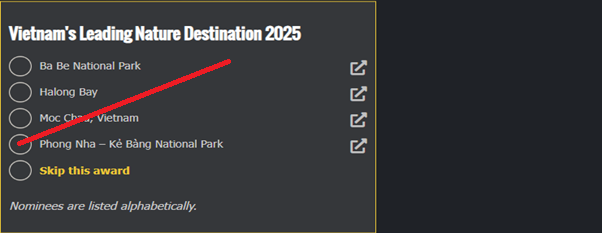 Vietnam's Leading Nature Destination 2025
Ba Be National Park
Halong Bay
Moc Chau, Vietnam
Phong Nha – Kẻ Bàng National Park
Skip this award
Nominees are listed alphabetically.